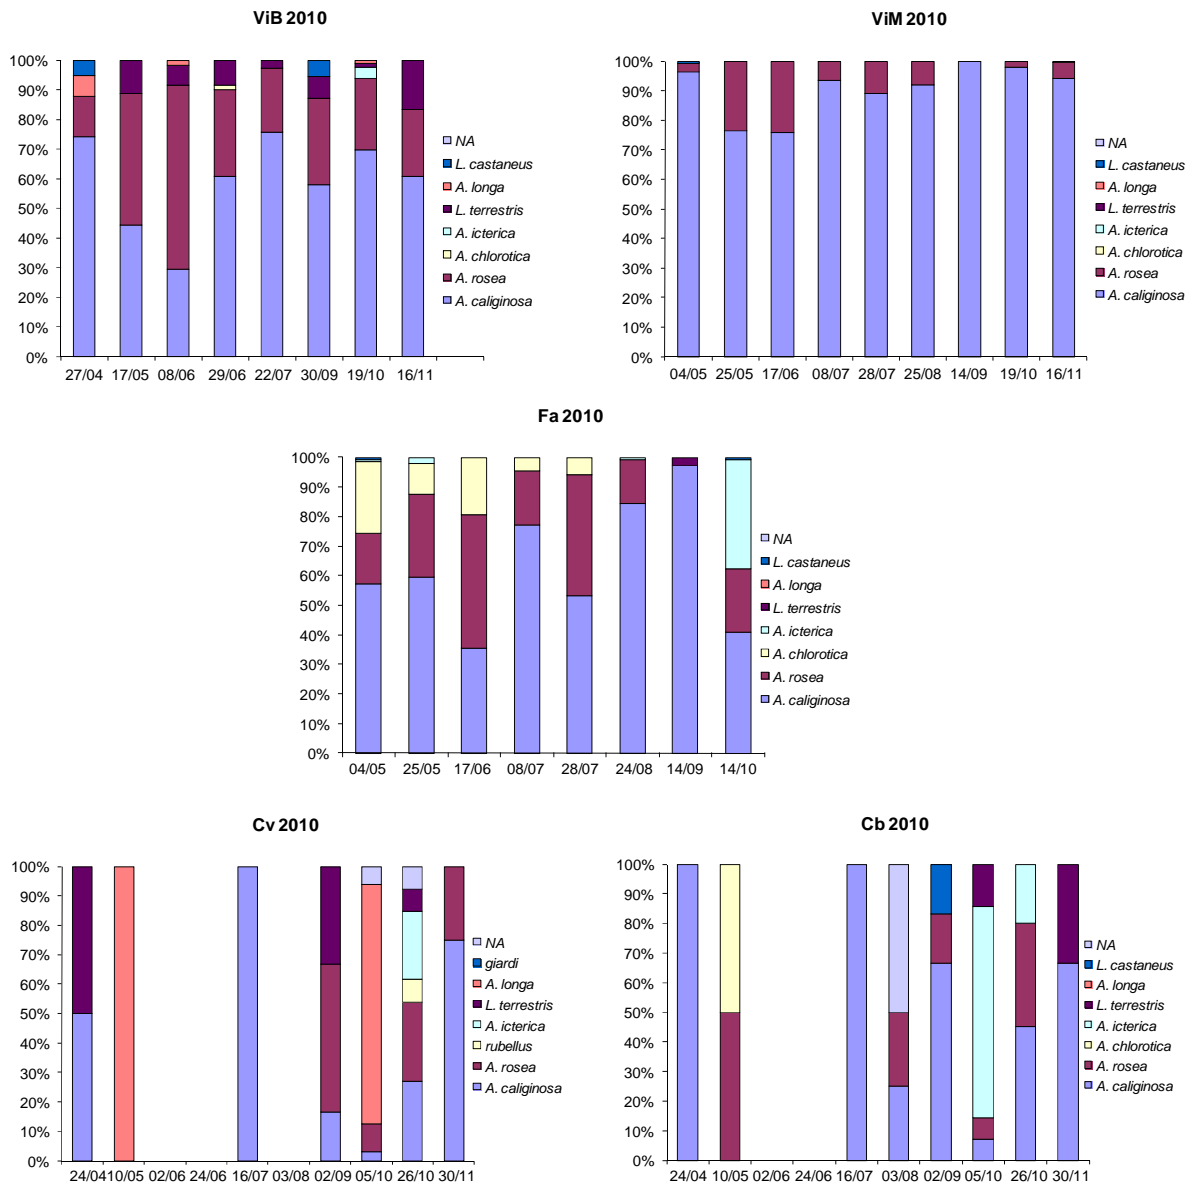 ViB 2010
100%
90%
80%
70%
60%
50%
40%
30%
20%
10%
0%
27/04 17/05 08/06 29/06 22/07 30/09 19/10 16/11
NA
L. castaneus
A. longa
L. terrestris
A. icterica
A. chlorotica
A. rosea
A. caliginosa
ViM 2010
100%
90%
80%
70%
60%
50%
40%
30%
20%
10%
0%
04/05 25/05 17/06 08/07 28/07 25/08 14/09 19/10 16/11
NA
L. castaneus
A. longa
L. terrestris
A. icterica
A. chlorotica
A. rosea
A. caliginosa
Fa 2010
100%
90%
80%
70%
60%
50%
40%
30%
20%
10%
0%
04/05 25/05 17/06 08/07 28/07 24/08 14/09 14/10
NA
L. castaneus
A. longa
L. terrestris
A. icterica
A. chlorotica
A. rosea
A. caliginosa
Cv 2010
100%
90%
80%
70%
60%
50%
40%
30%
20%
10%
0%
24/04 10/05 02/06 24/06 16/07 03/08 02/09 05/10 26/10 30/11
NA
giardi
A. longa
L. terrestris
A. icterica
rubellus
A. rosea
A. caliginosa
Cb 2010
100%
90%
80%
70%
60%
50%
40%
30%
20%
10%
0%
24/04 10/05 02/06 24/06 16/07 03/08 02/09 05/10 26/10 30/11
NA
L. castaneus
A. longa
L. terrestris
A. icterica
A. chlorotica
A. rosea
A. caliginosa